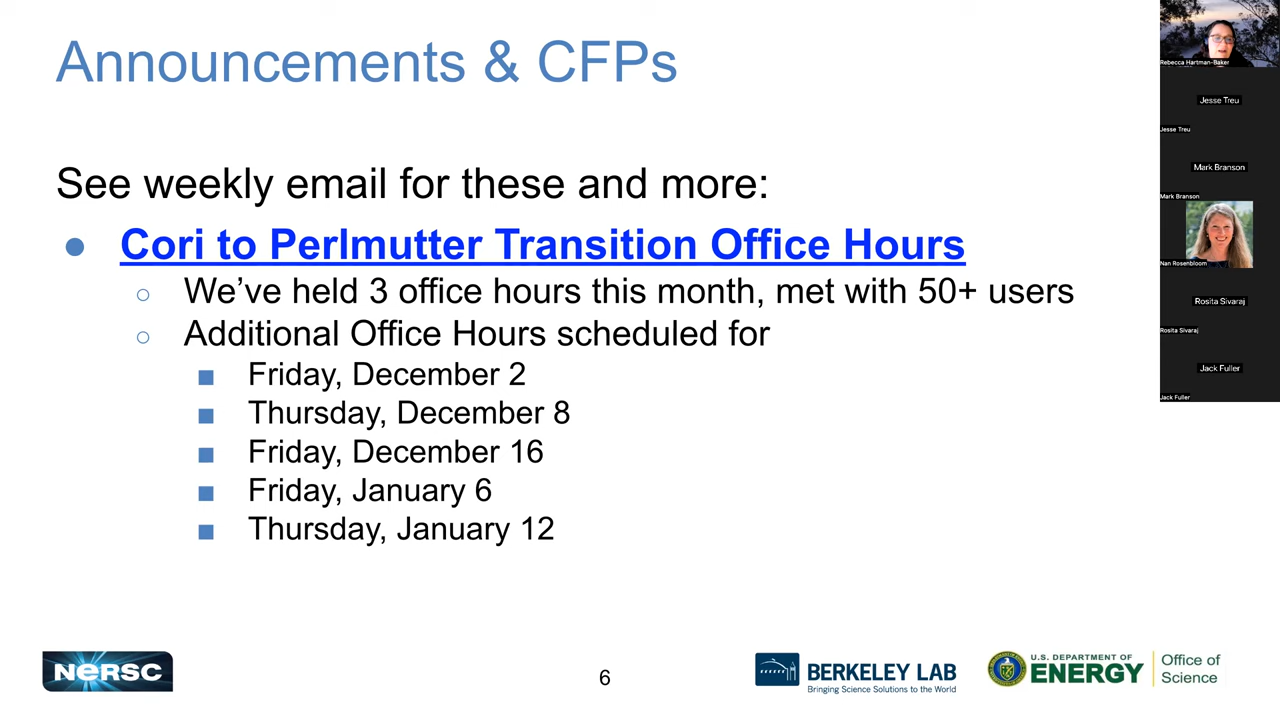 Announcements & CFPs
See weekly email for these and more:
● Cori to Perlmutter Transition Office Hours
○ We’ve held 3 office hours this month, met with 50+ users
○ Additional Office Hours scheduled for
■ Friday, December 2
■ Thursday, December 8
■ Friday, December 16
■ Friday, January 6
■ Thursday, January 12
NERSC
6
BERKELEY LAB
Bringing Science Solutions to the World
U.S. DEPARTMENT OF
ENERGY
Office of
Science
Rebecca Hartman-Baker
Jesse Treu
Jesse Treu
Mark Branson
Mark Branson
Nan Rosenbloom
Rosita Sivaraj
Rosita Sivaraj
Jack Fuller
Jack Fuller